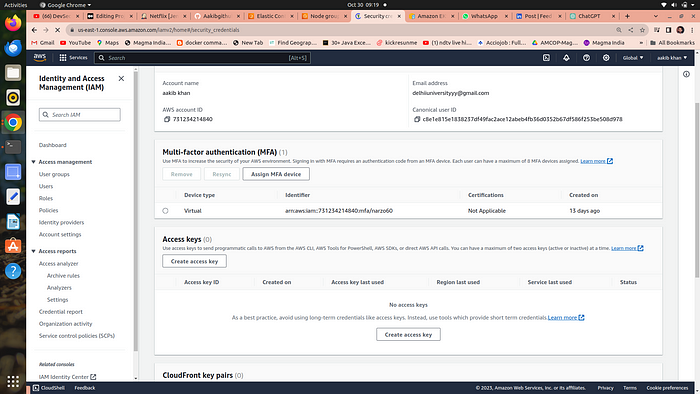 Activities
Google Chrome
Oct 30 09:19
(66) DevSe
Editing Pr
Netflix [Je
Aakibgithu
Elastic Co
Node grou
Security cr
Amazon E
WhatsApp
Post | Feed
ChatGPT
us-east-1.console.aws.amazon.com/iamv2/home#/security_credentials
Gmail
YouTube
Maps
Magma India...
docker comma...
New Tab
Find Geograp...
30+ Java Exce...
kickresunme
(1) ndtv live hi...
AccioJob : Full...
AMCDP-Mag...
Magma India
All Bookmarks
aws
Services
Search
[Alt+S]
Global
aakib khan
Identity and Access
Management (IAM)
Search IAM
Dashboard
Access management
User groups
Users
Roles
Policies
Identity providers
Account settings
Access reports
Access analyzer
Archive rules
Analyzers
Settings
Credential report
Organization activity
Service control policies (SCPs)
Related consoles
IAM Identity Center
Account name
aakib khan
Email address
delhiuniversityyy@gmail.com
AWS account ID
731234214840
Canonical user ID
c8e1e815e1838237df49fac2ace12abeb4fb36d0352b67df586f253be508d978
Multi-factor authentication (MFA) (1)
Use MFA to increase the security of your AWS environment. Signing in with MFA requires an authentication code from an MFA device. Each user can have a maximum of 8 MFA devices assigned. Learn more
Remove
Resync
Assign MFA device
Device type
Identifier
Certifications
Created on
Virtual
arn:aws:iam::731234214840:mfa/narzo60
Not Applicable
13 days ago
Access keys (0)
Use access keys to send programmatic calls to AWS from the AWS CLI, AWS Tools for PowerShell, AWS SDKs, or direct AWS API calls. You can have a maximum of two access keys (active or inactive) at a time. Learn more
Create access key
Access key ID
Created on
Access key last used
Region last used
Service last used
Status
No access keys
As a best practice, avoid using long-term credentials like access keys. Instead, use tools which provide short term credentials. Learn more
Create access key
CloudFront key pairs (0)
CloudShell
Feedback
© 2023, Amazon Web Services, Inc. or its affiliates.
Privacy
Terms
Cookie preferences